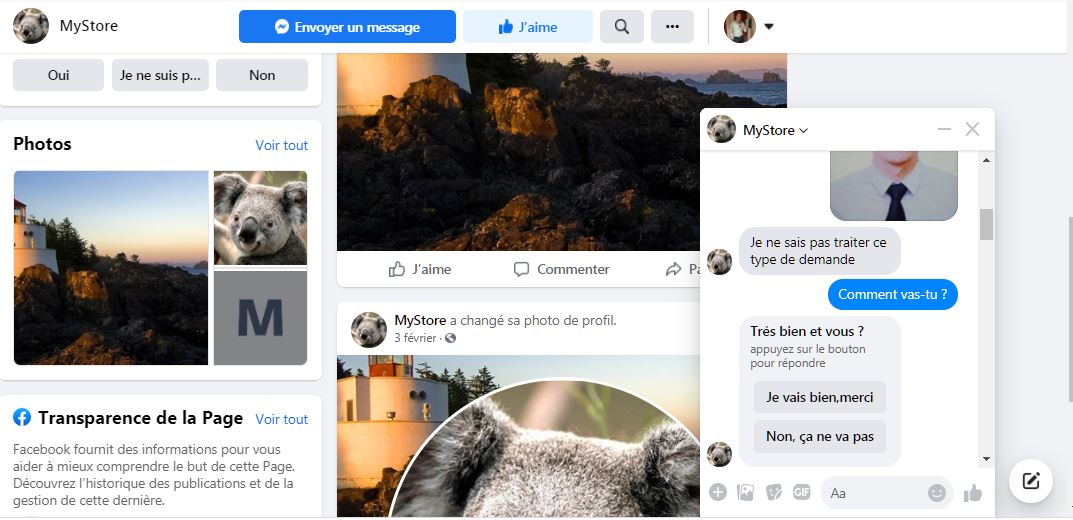 MyStore
Envoyer un message
J'aime
Oui
Je ne suis p...
Non
Photos
Voir tout
M
Transparence de la Page
Voir tout
Facebook fournit des informations pour vous
aider à mieux comprendre le but de cette Page.
Découvrez l'historique des publications et de la
gestion de cette dernière.
J'aime
Commenter
MyStore a changé sa photo de profil.
3 février ·
MyStore
Je ne sais pas traiter ce
type de demande
Comment vas-tu ?
Trés bien et vous ?
appuyez sur le bouton
pour répondre
Je vais bien,merci
Non, ça ne va pas
GIF
Aa